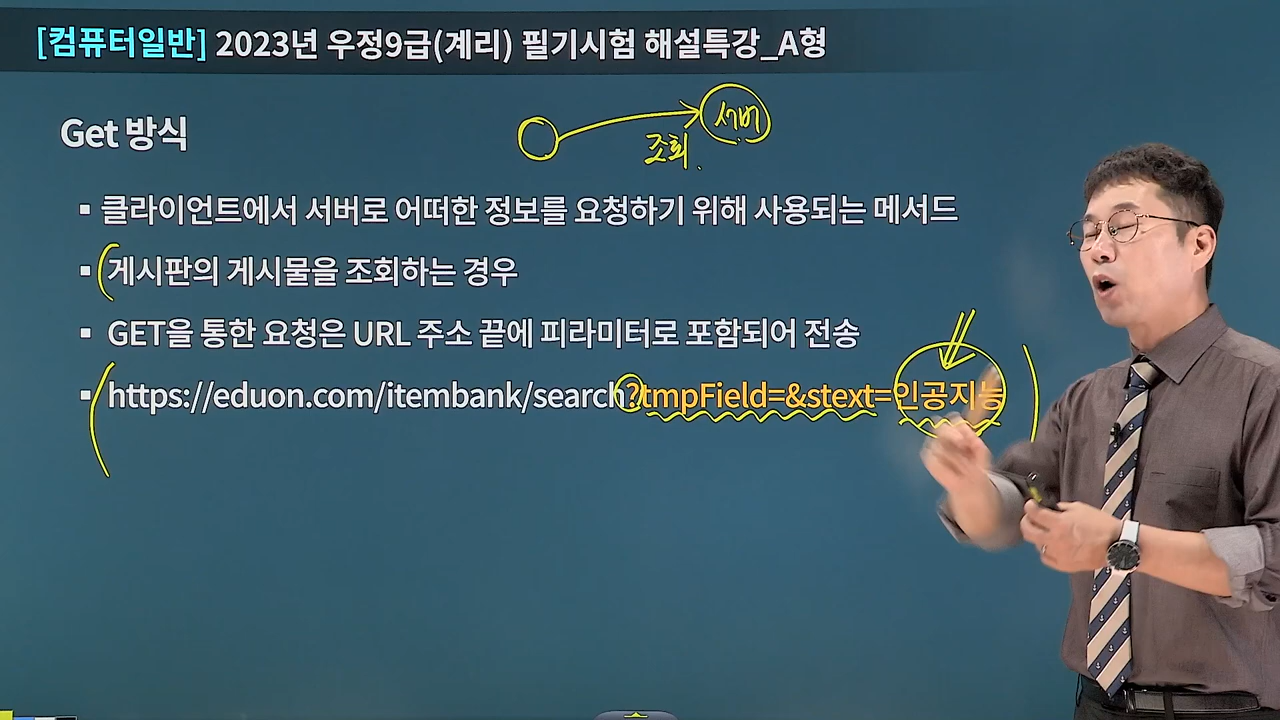 [컴퓨터일반] 2023년 우정9급(계리) 필기시험 해설특강_A형
서버
조회
Get 방식
▪ 클라이언트에서 서버로 어떠한 정보를 요청하기 위해 사용되는 메서드
▪ 게시판의 게시물을 조회하는 경우
▪ GET을 통한 요청은 URL 주소 끝에 피라미터로 포함되어 전송
▪ https://eduon.com/itembank/search?tmpField=&stext=인공지능